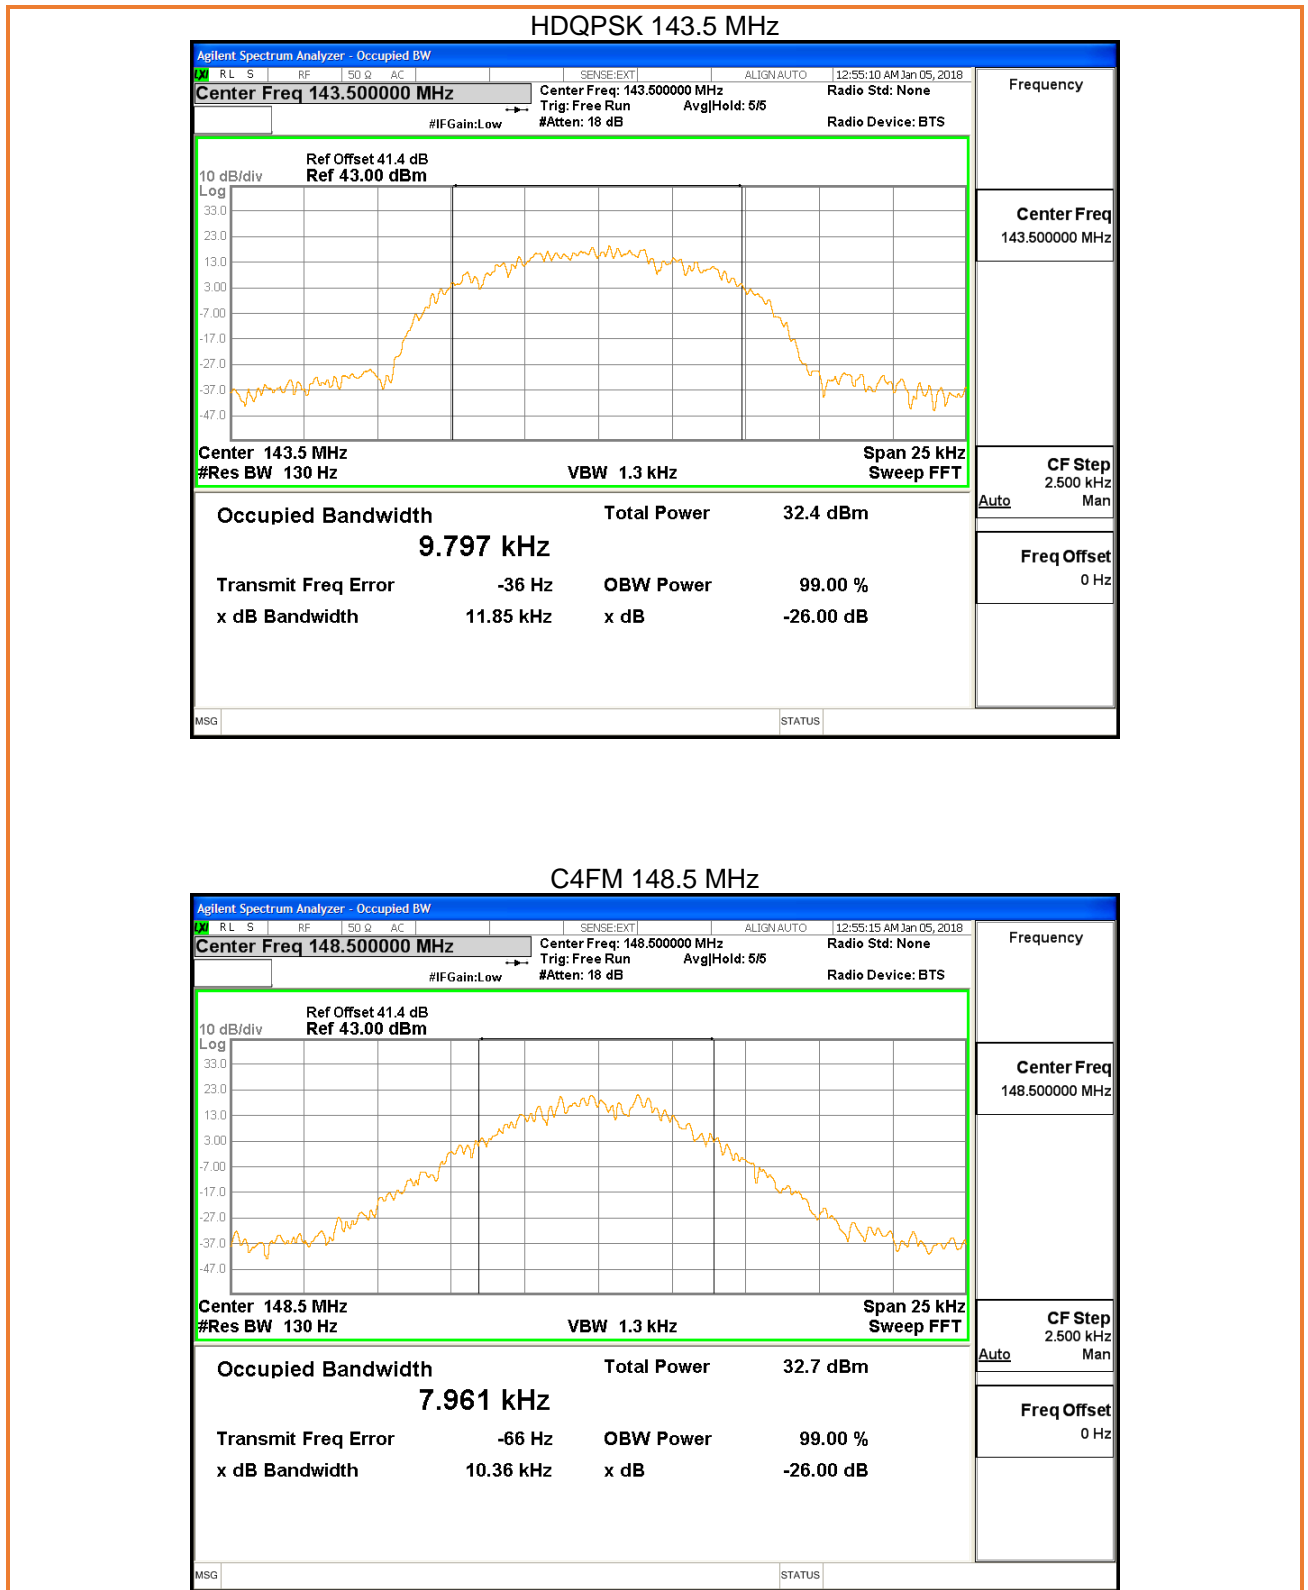 HDQPSK 143.5 MHz
Agilent Spectrum Analyzer - Occupied BW
LXI RL S RF 50 Ω AC SENSE:EXT ALIGN AUTO 12:55:10 AM Jan 05, 2018
Center Freq 143.500000 MHz
Center Freq: 143.500000 MHz
Radio Std: None
Trig: Free Run Avg|Hold: 5/5
#IFGain:Low #Atten: 18 dB Radio Device: BTS
Frequency
Ref Offset 41.4 dB
10 dB/div Ref 43.00 dBm
Log
33.0
23.0
13.0
3.00
-7.00
-17.0
-27.0
-37.0
-47.0
Center 143.5 MHz Span 25 kHz
#Res BW 130 Hz VBW 1.3 kHz Sweep FFT
Center Freq
143.500000 MHz
CF Step
2.500 kHz
Auto Man
Freq Offset
0 Hz
Occupied Bandwidth Total Power 32.4 dBm
9.797 kHz
Transmit Freq Error -36 Hz OBW Power 99.00 %
x dB Bandwidth 11.85 kHz x dB -26.00 dB
MSG STATUS
C4FM 148.5 MHz
Agilent Spectrum Analyzer - Occupied BW
LXI RL S RF 50 Ω AC SENSE:EXT ALIGN AUTO 12:55:15 AM Jan 05, 2018
Center Freq 148.500000 MHz
Center Freq: 148.500000 MHz
Radio Std: None
Trig: Free Run Avg|Hold: 5/5
#IFGain:Low #Atten: 18 dB Radio Device: BTS
Frequency
Ref Offset 41.4 dB
10 dB/div Ref 43.00 dBm
Log
33.0
23.0
13.0
3.00
-7.00
-17.0
-27.0
-37.0
-47.0
Center 148.5 MHz Span 25 kHz
#Res BW 130 Hz VBW 1.3 kHz Sweep FFT
Center Freq
148.500000 MHz
CF Step
2.500 kHz
Auto Man
Freq Offset
0 Hz
Occupied Bandwidth Total Power 32.7 dBm
7.961 kHz
Transmit Freq Error -66 Hz OBW Power 99.00 %
x dB Bandwidth 10.36 kHz x dB -26.00 dB
MSG STATUS